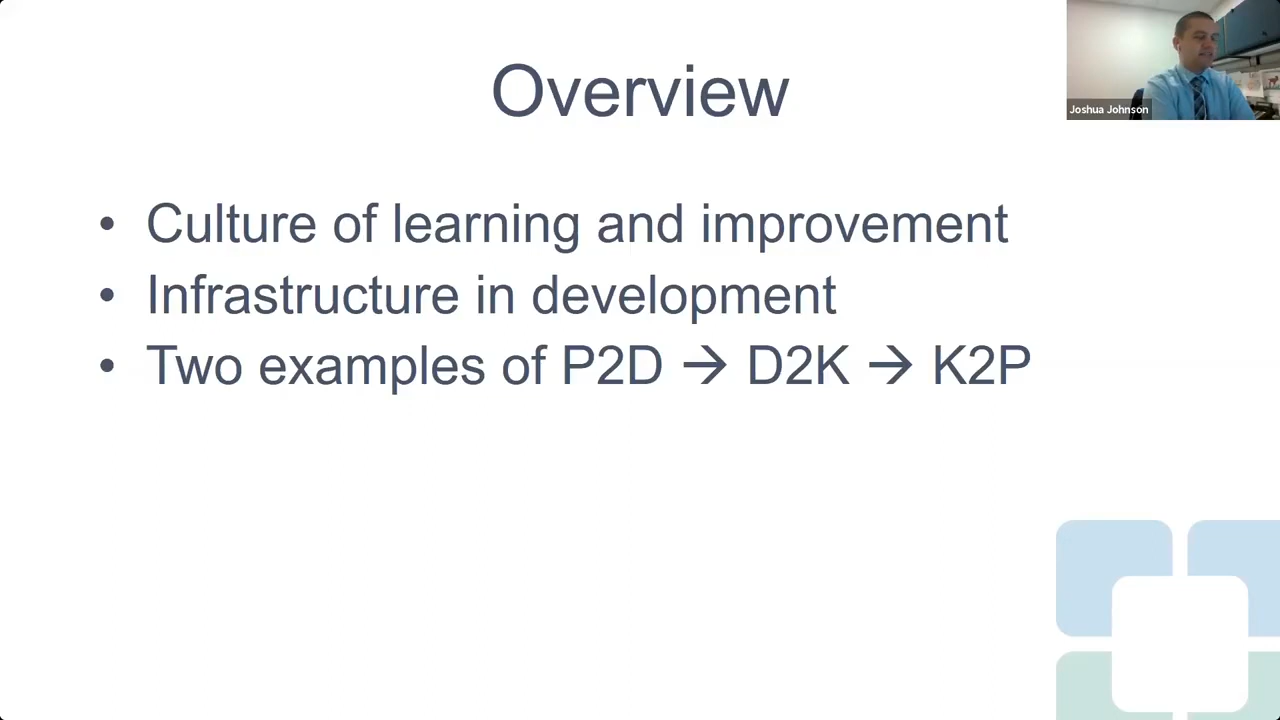 Overview
Joshua Johnson
• Culture of learning and improvement
• Infrastructure in development
• Two examples of P2D → D2K → K2P